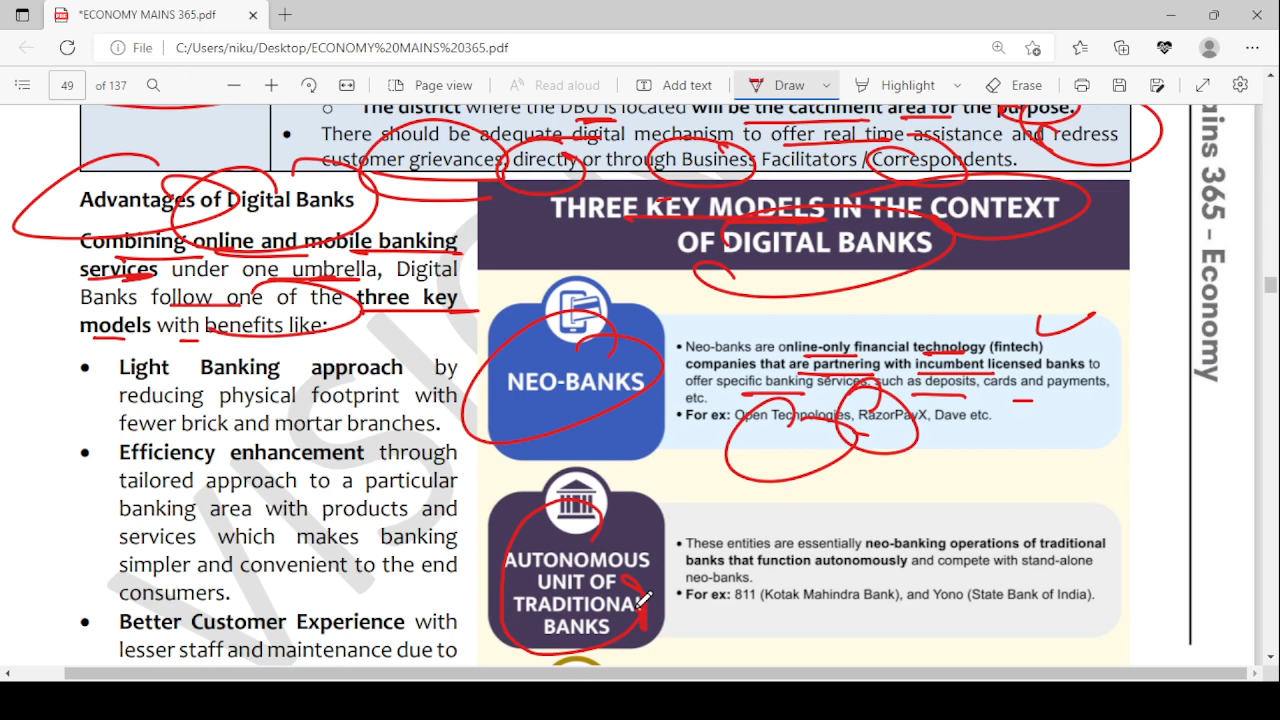 *ECONOMY MAINS 365.pdf
File C:/Users/niku/Desktop/ECONOMY%20MAINS%20365.pdf
49 of 137 Page view Read aloud Add text Draw Highlight Erase
The district where the DBU is located will be the catchment area for the purpose.
There should be adequate digital mechanism to offer real time assistance and redress
customer grievances, directly or through Business Facilitators / Correspondents.
Advantages of Digital Banks
Combining online and mobile banking
services under one umbrella, Digital
Banks follow one of the three key
models with benefits like:
• Light Banking approach by
reducing physical footprint with
fewer brick and mortar branches.
• Efficiency enhancement through
tailored approach to a particular
banking area with products and
services which makes banking
simpler and convenient to the end
consumers.
• Better Customer Experience with
lesser staff and maintenance due to
THREE KEY MODELS IN THE CONTEXT
OF DIGITAL BANKS
NEO-BANKS
• Neo-banks are online-only financial technology (fintech)
companies that are partnering with incumbent licensed banks to
offer specific banking services, such as deposits, cards and payments,
etc.
• For ex: Open Technologies, RazorPayX, Dave etc.
AUTONOMOUS
UNIT OF
TRADITIONAL
BANKS
• These entities are essentially neo-banking operations of traditional
banks that function autonomously and compete with stand-alone
neo-banks.
• For ex: 811 (Kotak Mahindra Bank), and Yono (State Bank of India).
ains 365 – Economy
VISIO